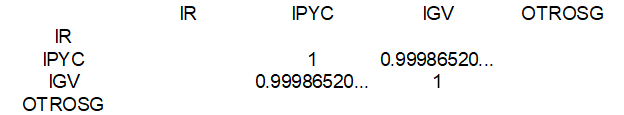 IR IPYC IGV OTROSG
IR
IPYC 1 0.99986520...
IGV 0.99986520... 1
OTROSG